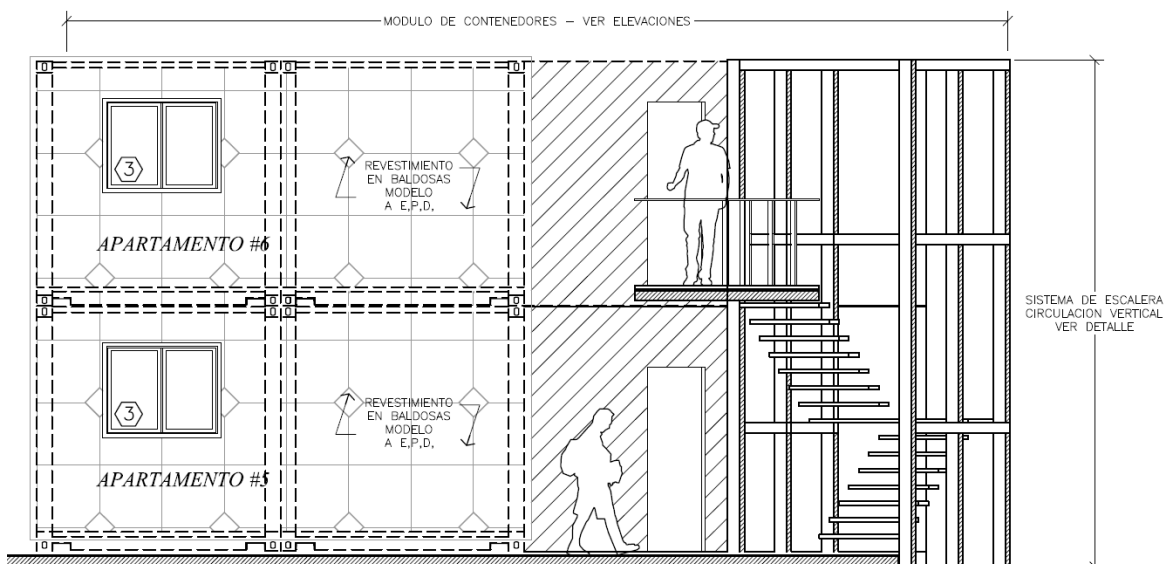 MODULO DE CONTENEDORES – VER ELEVACIONES
3
REVESTIMIENTO
EN BALDOSAS
MODELO
A E,P,D,
APARTAMENTO #6
SISTEMA DE ESCALERA
CIRCULACION VERTICAL
VER DETALLE
3
REVESTIMIENTO
EN BALDOSAS
MODELO
A E,P,D,
APARTAMENTO #5